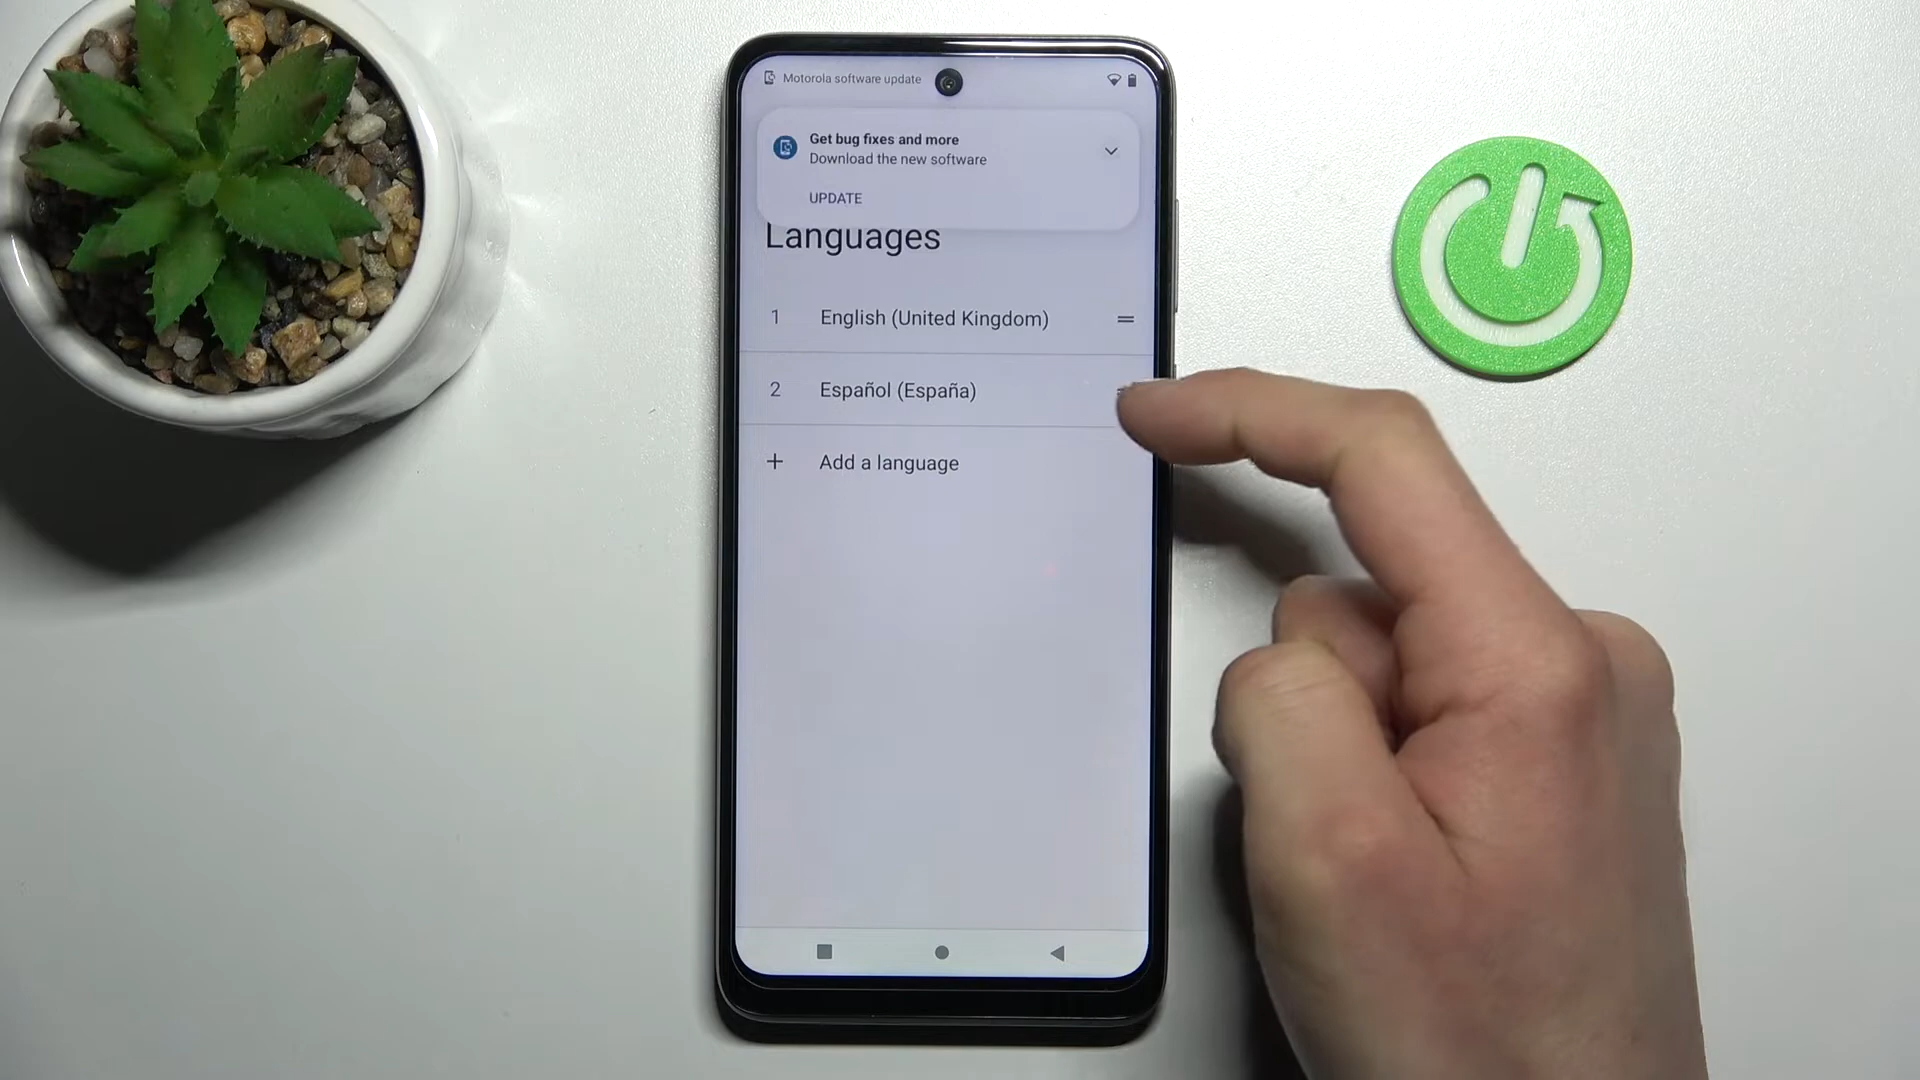 Motorola software update
Get bug fixes and more
Download the new software
UPDATE
Languages
1 English (United Kingdom)
2 Español (España)
+ Add a language